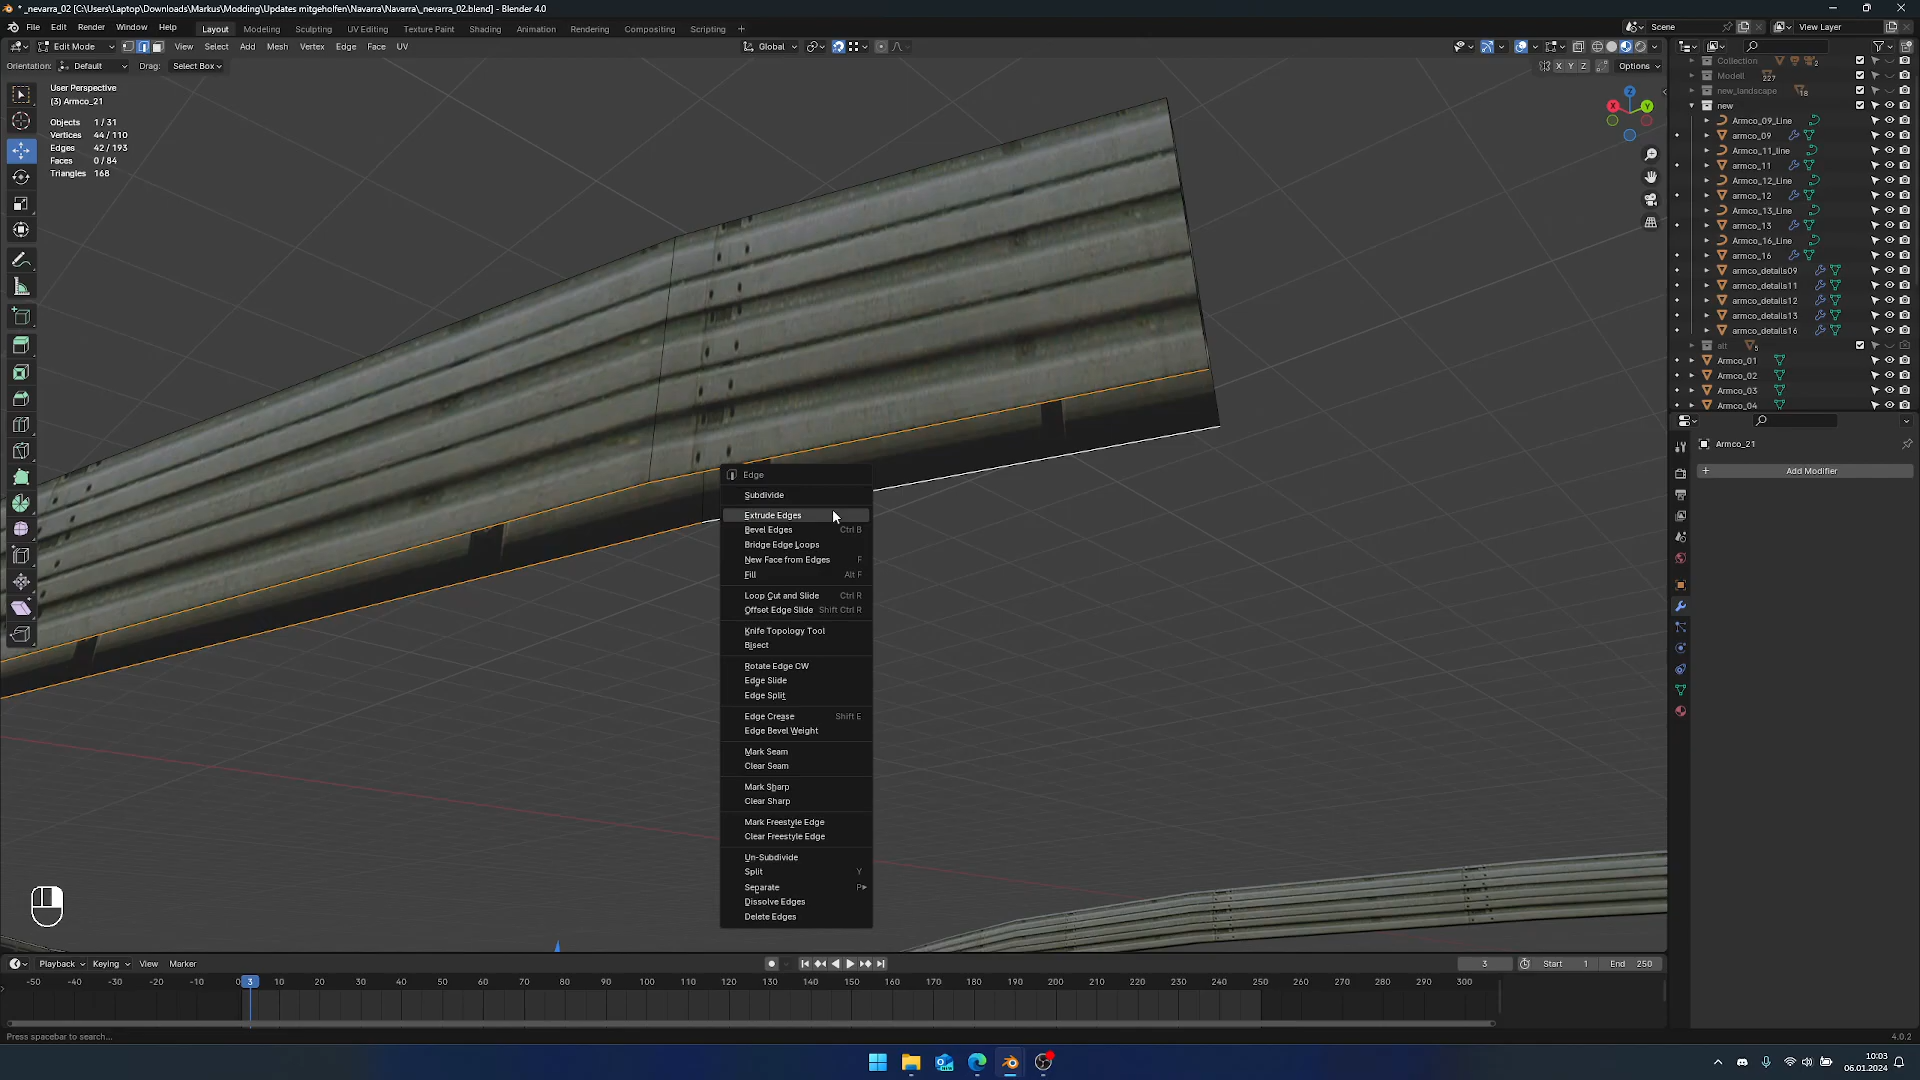 * _nevarra_02 [C:\Users\Laptop\Downloads\Markus\Modding\Updates mitgeholfen\Navarra\Navarra\_nevarra_02.blend] - Blender 4.0
File Edit Render Window Help Layout Modeling Sculpting UV Editing Texture Paint Shading Animation Rendering Compositing Scripting + Scene View Layer
Edit Mode View Select Add Mesh Vertex Edge Face UV Global
Orientation: Default Drag: Select Box X Y Z Options
User Perspective
(3) Armco_21
Objects 1/31
Vertices 44/110
Edges 42/193
Faces 0/84
Triangles 168
Z
X Y
Collection 2
Modell 227
new_landscape 18
new
Armco_09_Line
armco_09
Armco_11_line
armco_11
Armco_12_Line
armco_12
Armco_13_Line
armco_13
Armco_16_Line
armco_16
armco_details09
armco_details11
armco_details12
armco_details13
armco_details16
alt 5
Armco_01
Armco_02
Armco_03
Armco_04
Armco_21
+ Add Modifier
Edge
Subdivide
Extrude Edges
Bevel Edges Ctrl B
Bridge Edge Loops
New Face from Edges F
Fill Alt F
Loop Cut and Slide Ctrl R
Offset Edge Slide Shift Ctrl R
Knife Topology Tool
Bisect
Rotate Edge CW
Edge Slide
Edge Split
Edge Crease Shift E
Edge Bevel Weight
Mark Seam
Clear Seam
Mark Sharp
Clear Sharp
Mark Freestyle Edge
Clear Freestyle Edge
Un-Subdivide
Split Y
Separate P
Dissolve Edges
Delete Edges
Playback Keying View Marker 3 Start 1 End 250
-50 -40 -30 -20 -10 0 3 10 20 30 40 50 60 70 80 90 100 110 120 130 140 150 160 170 180 190 200 210 220 230 240 250 260 270 280 290 300
Press spacebar to search... 4.0.2
10:03
06.01.2024